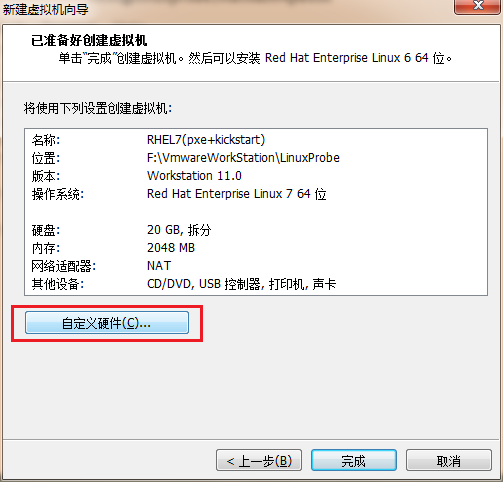 新建虚拟机向导
已准备好创建虚拟机
单击"完成"创建虚拟机。然后可以安装 Red Hat Enterprise Linux 6 64 位。
将使用下列设置创建虚拟机:
名称: RHEL7(pxe+kickstart)
位置: F:\VmwareWorkStation\LinuxProbe
版本: Workstation 11.0
操作系统: Red Hat Enterprise Linux 7 64 位
硬盘: 20 GB, 拆分
内存: 2048 MB
网络适配器: NAT
其他设备: CD/DVD, USB 控制器, 打印机, 声卡
自定义硬件(C)...
< 上一步(B) 完成 取消